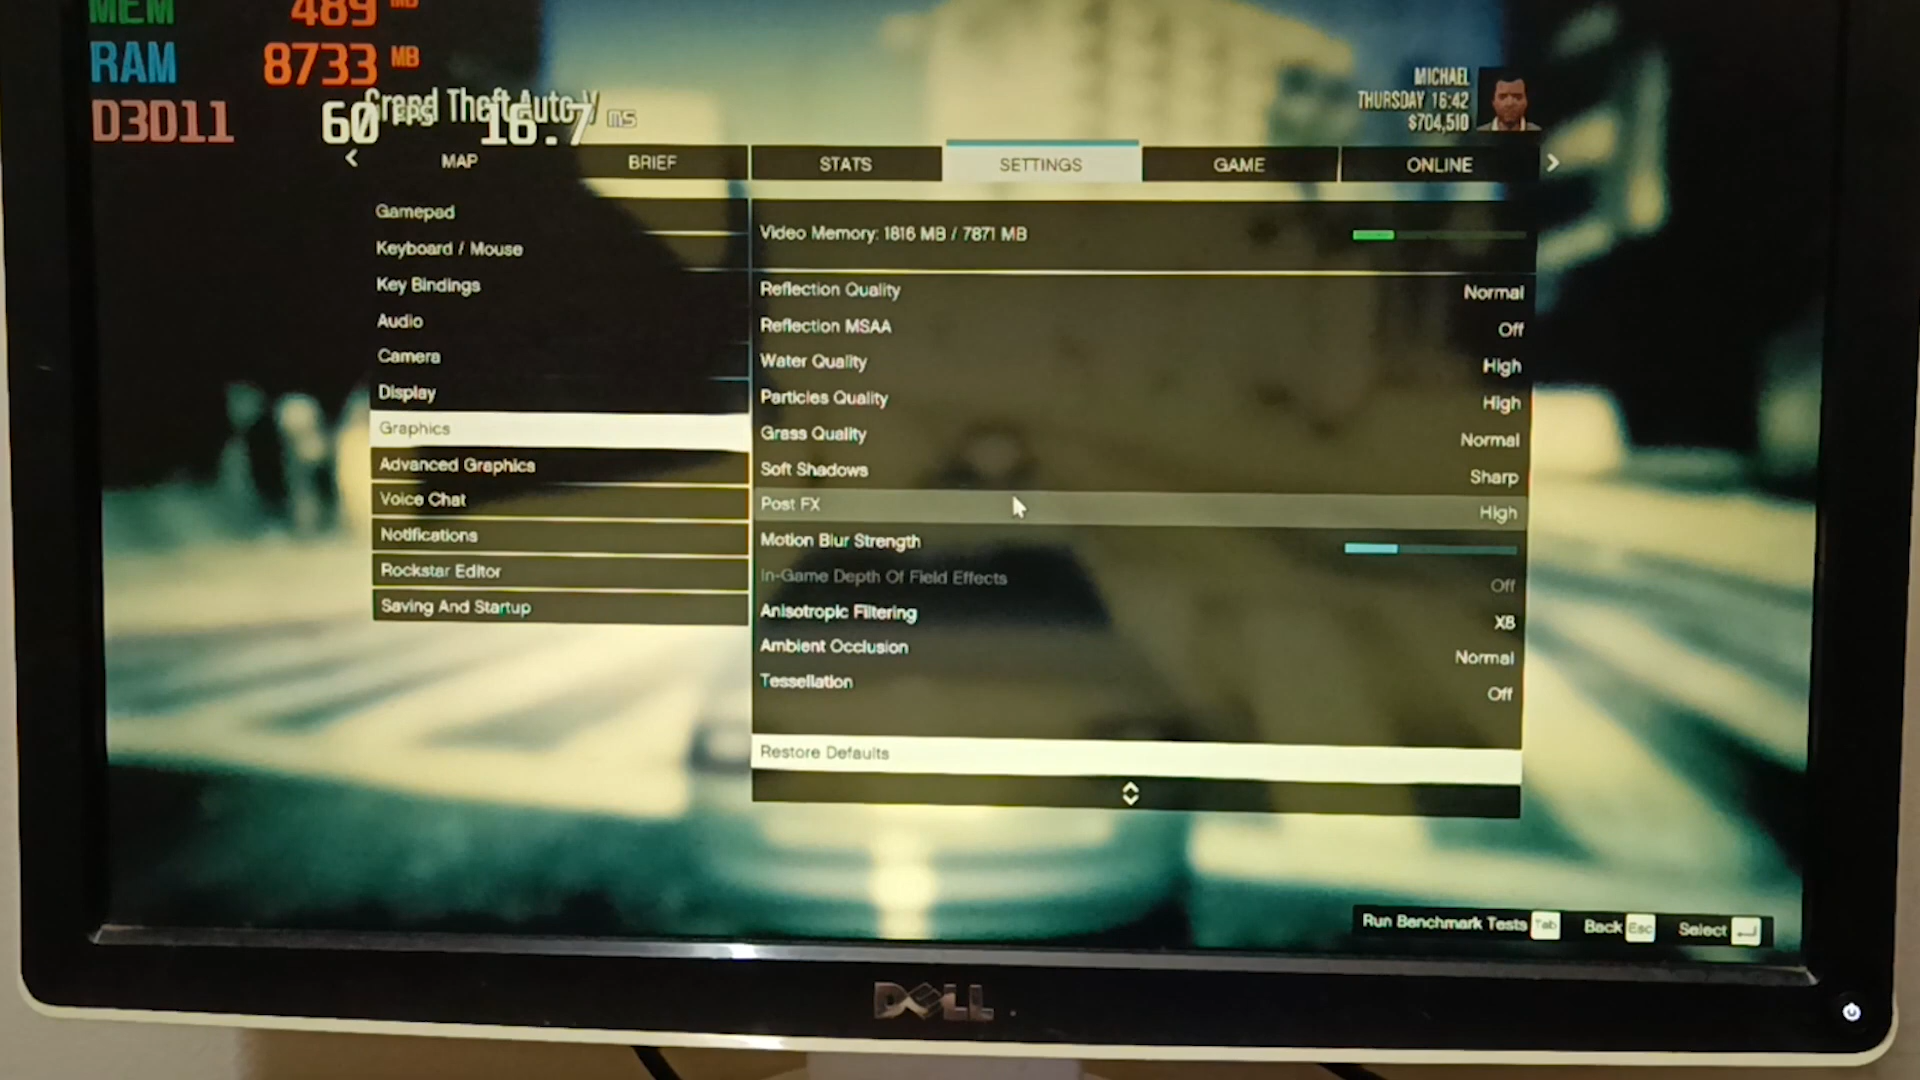 MEM 489 MB
RAM 8733 MB
D3D11 60 FPS 16.7 ms
Grand Theft Auto V
MICHAEL
THURSDAY 16:42
$704,510
MAP BRIEF STATS SETTINGS GAME ONLINE
Gamepad
Keyboard / Mouse
Key Bindings
Audio
Camera
Display
Graphics
Advanced Graphics
Voice Chat
Notifications
Rockstar Editor
Saving And Startup
Video Memory: 1816 MB / 7871 MB
Reflection Quality Normal
Reflection MSAA Off
Water Quality High
Particles Quality High
Grass Quality Normal
Soft Shadows Sharp
Post FX High
Motion Blur Strength
In-Game Depth Of Field Effects Off
Anisotropic Filtering X8
Ambient Occlusion Normal
Tessellation Off
Restore Defaults
Run Benchmark Tests Tab Back Esc Select
DELL